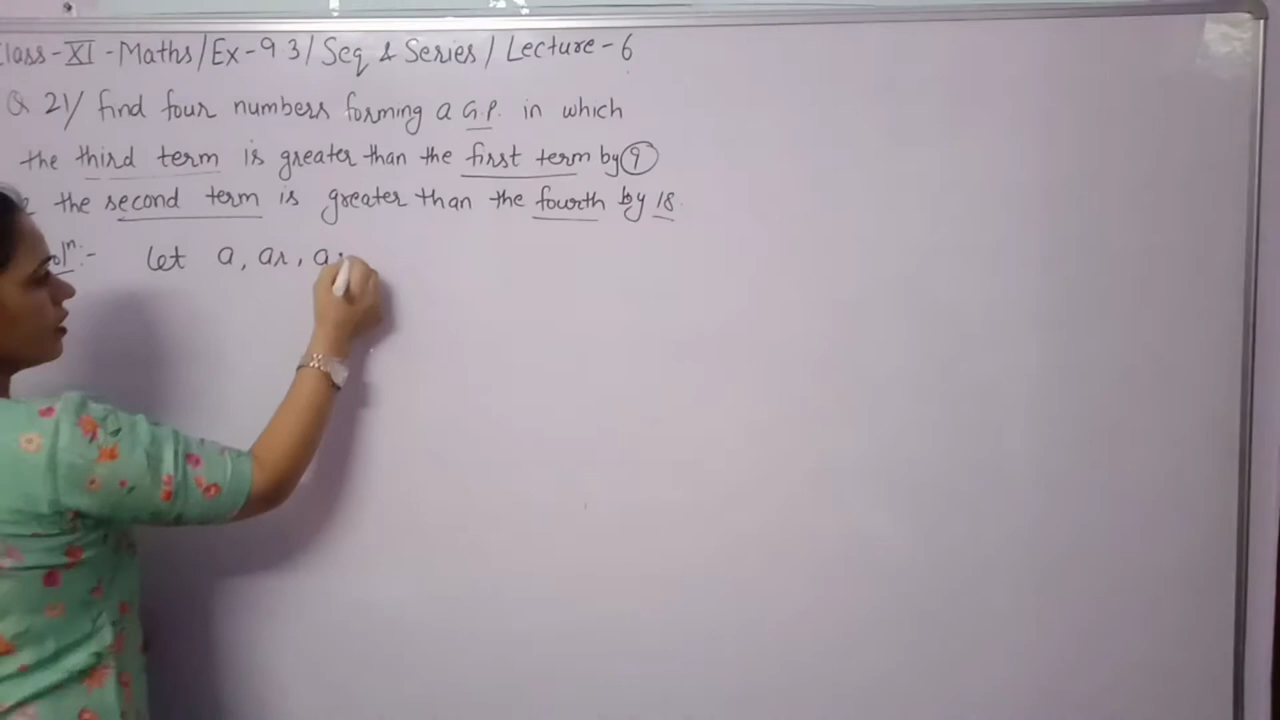 lass - XI - Maths / Ex - 9.3 / Seq & Series / Lecture - 6
Q 21/ find four numbers forming a G.P. in which
the third term is greater than the first term by 9
the second term is greater than the fourth by 18.
olⁿ:- Let a, ar, a